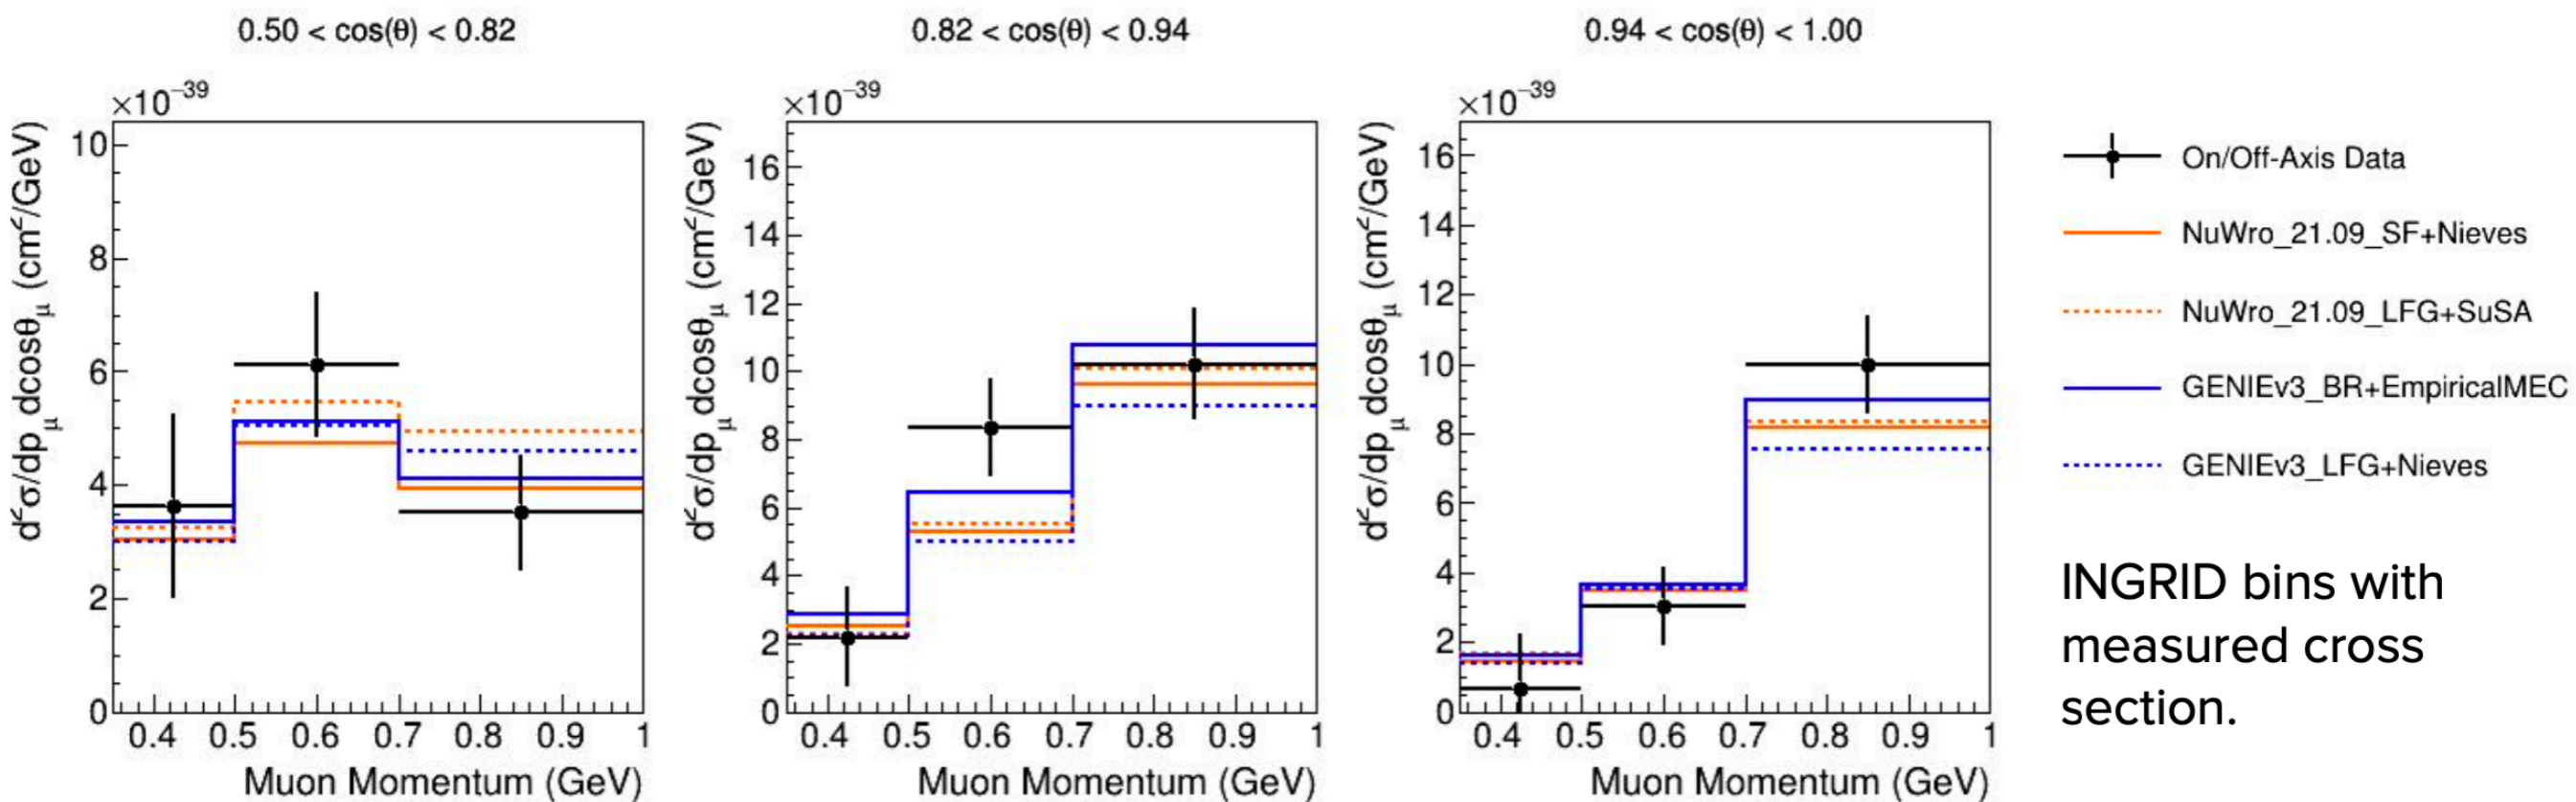 0.50 < cos(θ) < 0.82
×10⁻³⁹
d²σ/dp_μ dcosθ_μ (cm²/GeV)
10
8
6
4
2
0
0.4 0.5 0.6 0.7 0.8 0.9 1
Muon Momentum (GeV)
0.82 < cos(θ) < 0.94
×10⁻³⁹
d²σ/dp_μ dcosθ_μ (cm²/GeV)
16
14
12
10
8
6
4
2
0
0.4 0.5 0.6 0.7 0.8 0.9 1
Muon Momentum (GeV)
0.94 < cos(θ) < 1.00
×10⁻³⁹
d²σ/dp_μ dcosθ_μ (cm²/GeV)
16
14
12
10
8
6
4
2
0
0.4 0.5 0.6 0.7 0.8 0.9 1
Muon Momentum (GeV)
On/Off-Axis Data
NuWro_21.09_SF+Nieves
NuWro_21.09_LFG+SuSA
GENIEv3_BR+EmpiricalMEC
GENIEv3_LFG+Nieves
INGRID bins with
measured cross
section.